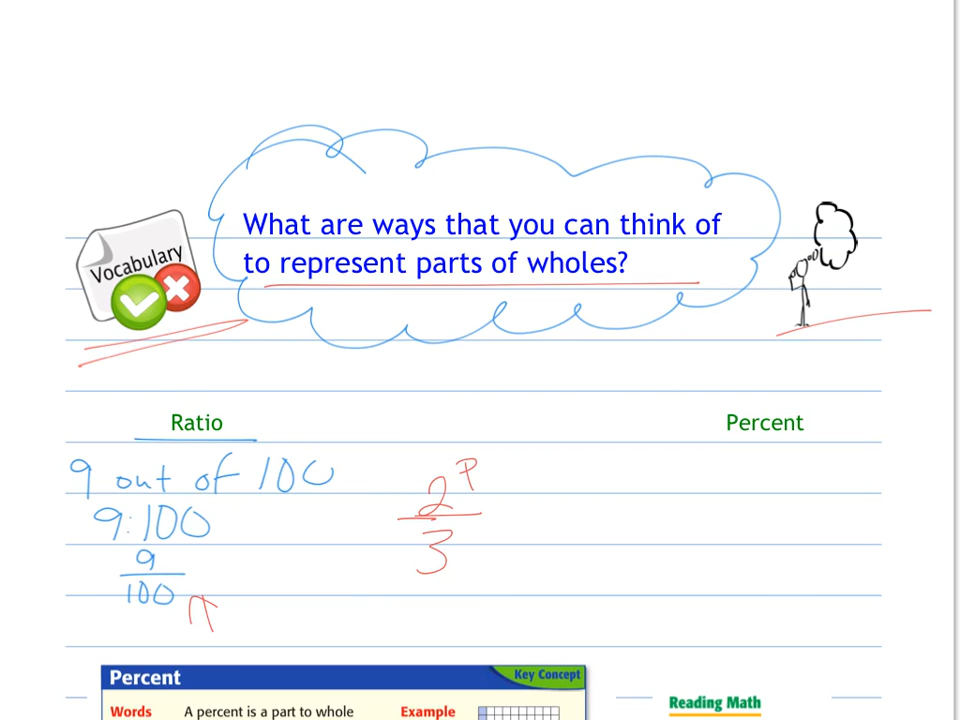 What are ways that you can think of
to represent parts of wholes?
Vocabulary
Ratio
Percent
9 out of 100
9:100
9
100
2 P
3
Percent
Key Concept
Words A percent is a part to whole
Example
Reading Math